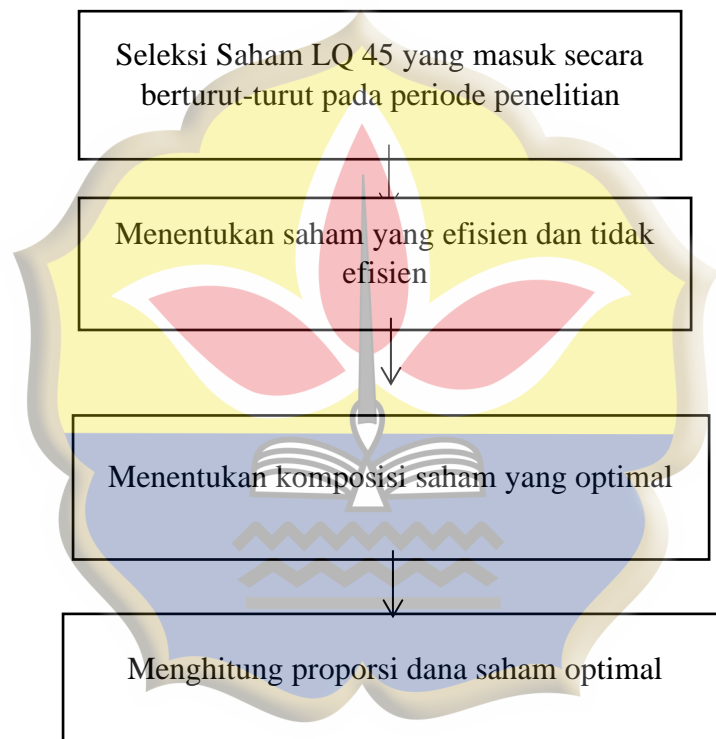 Seleksi Saham LQ 45 yang masuk secara
berturut-turut pada periode penelitian
Menentukan saham yang efisien dan tidak
efisien
Menentukan komposisi saham yang optimal
Menghitung proporsi dana saham optimal